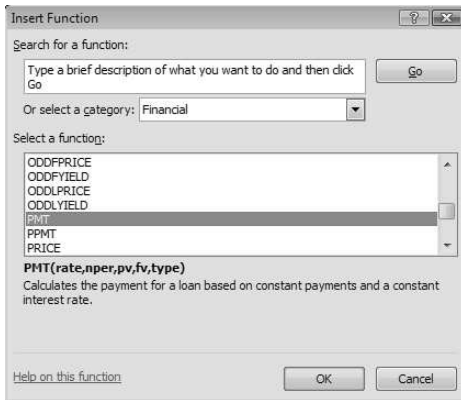 Insert Function
Search for a function:
Type a brief description of what you want to do and then click
Go
Go
Or select a category: Financial
Select a function:
ODDFPRICE
ODDFYIELD
ODDLPRICE
ODDLYIELD
PMT
PPMT
PRICE
PMT(rate,nper,pv,fv,type)
Calculates the payment for a loan based on constant payments and a constant
interest rate.
Help on this function
OK
Cancel